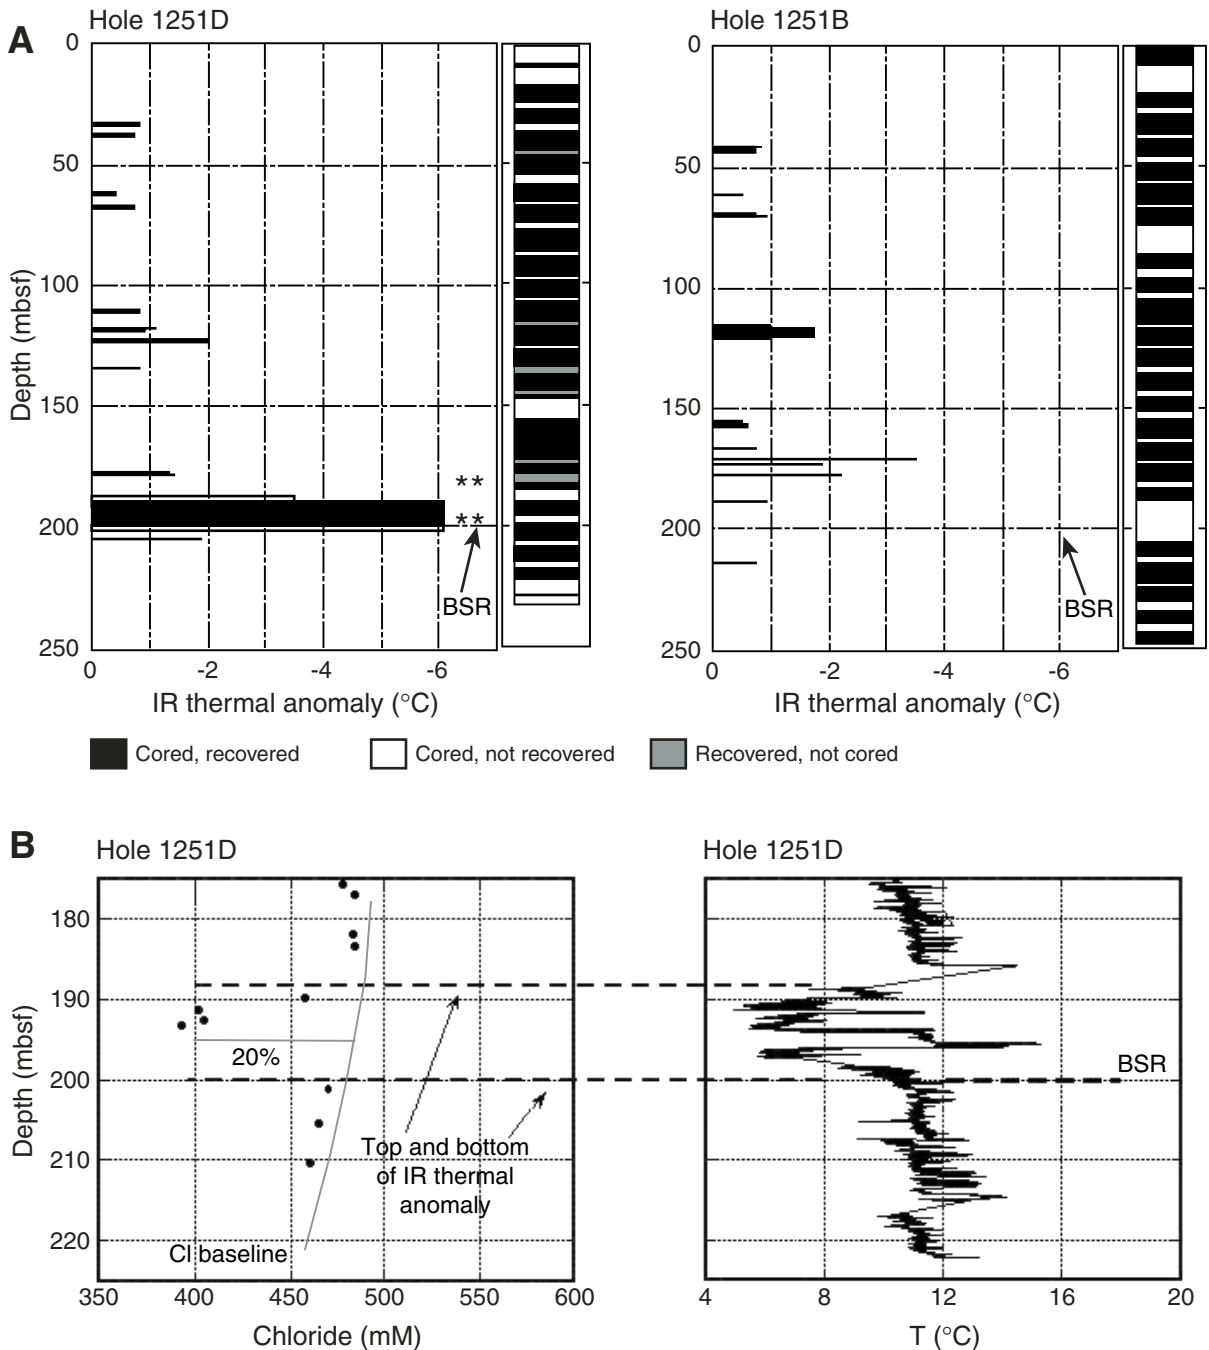 A
Hole 1251D
Hole 1251B
0
50
100
150
200
250
Depth (mbsf)
**
**
BSR
0
-2
-4
-6
IR thermal anomaly (°C)
0
50
100
150
200
250
BSR
0
-2
-4
-6
IR thermal anomaly (°C)
Cored, recovered
Cored, not recovered
Recovered, not cored
B
Hole 1251D
Hole 1251D
180
190
200
210
220
Depth (mbsf)
20%
Top and bottom
of IR thermal
anomaly
Cl baseline
BSR
350
400
450
500
550
600
Chloride (mM)
4
8
12
16
20
T (°C)